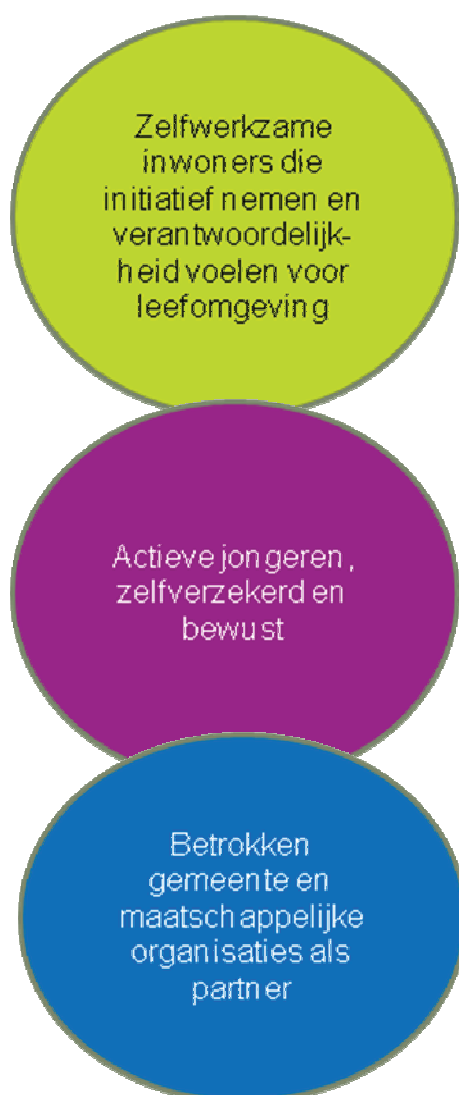 Zelfwerkzame
inwoners die
initiatief nemen en
verantwoordelijk-
heid voelen voor
leefomgeving
Actieve jongeren,
zelfverzekerd en
bewust
Betrokken
gemeente en
maatschappelijke
organisaties als
partner